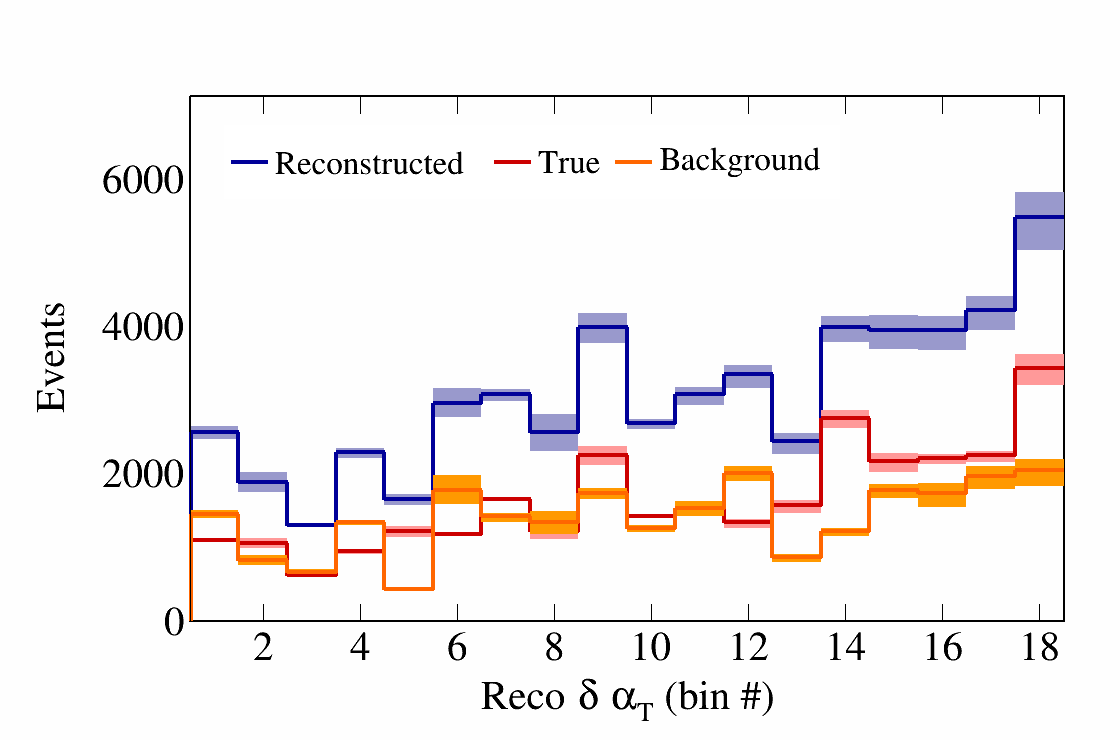 Reconstructed True Background
6000
4000
2000
0
Events
2 4 6 8 10 12 14 16 18
Reco δ α_T (bin #)